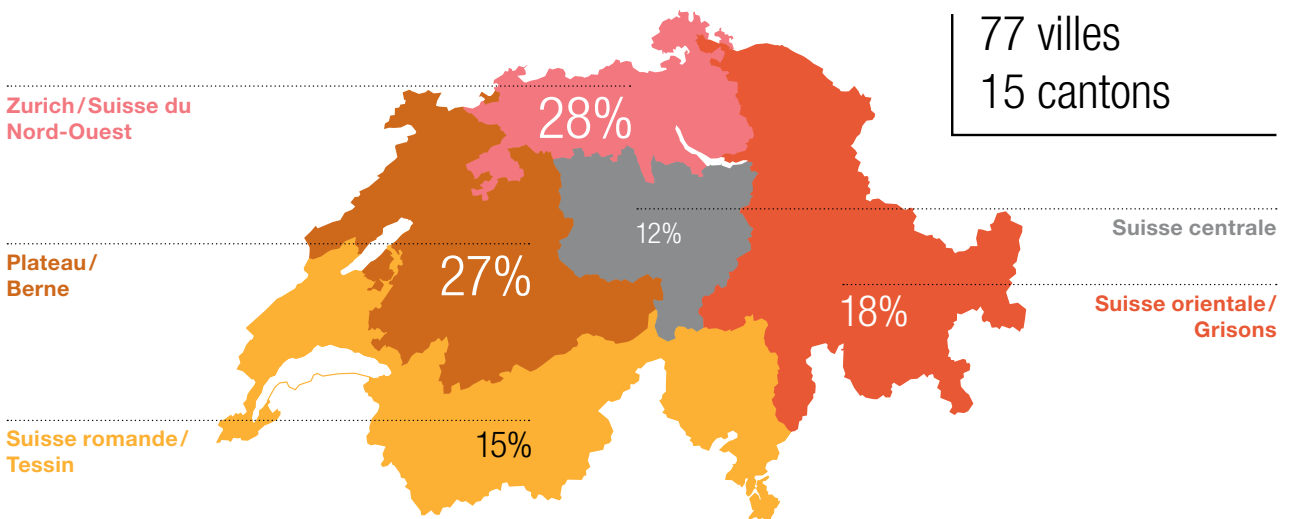 77 villes
15 cantons
Zurich/Suisse du
Nord-Ouest
28%
Suisse centrale
12%
Plateau/
Berne
27%
Suisse orientale/
Grisons
18%
Suisse romande/
Tessin
15%